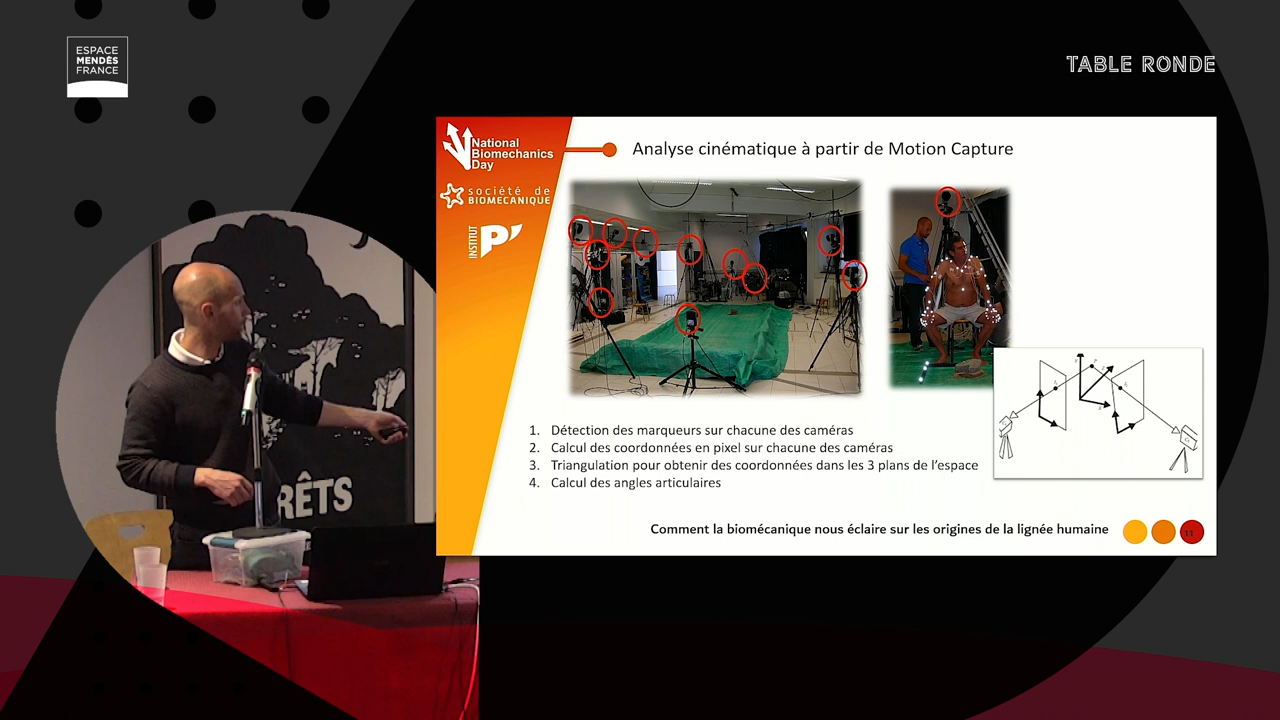 ESPACE
MENDÈS
FRANCE
TABLE RONDE
National
Biomechanics
Day
société de
BIOMECANIQUE
INSTITUT
P'
Analyse cinématique à partir de Motion Capture
1. Détection des marqueurs sur chacune des caméras
2. Calcul des coordonnées en pixel sur chacune des caméras
3. Triangulation pour obtenir des coordonnées dans les 3 plans de l'espace
4. Calcul des angles articulaires
Comment la biomécanique nous éclaire sur les origines de la lignée humaine
RÊTS